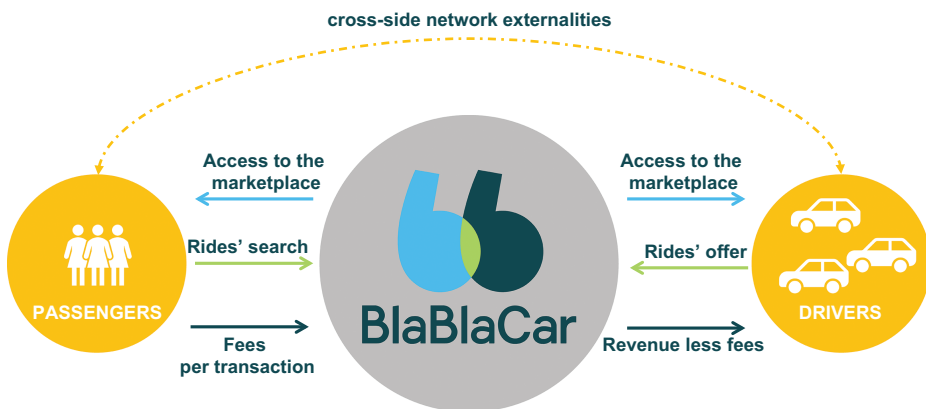 cross-side network externalities
Access to the
marketplace
Access to the
marketplace
Rides’ search
Rides’ offer
PASSENGERS
BlaBlaCar
DRIVERS
Fees
per transaction
Revenue less fees